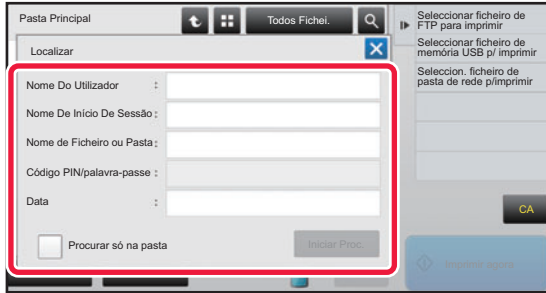 Pasta Principal
Todos Fichei.
Localizar
Nome Do Utilizador :
Nome De Início De Sessão :
Nome de Ficheiro ou Pasta :
Código PIN/palavra-passe :
Data :
Procurar só na pasta
Iniciar Proc.
Seleccionar ficheiro de
FTP para imprimir
Seleccionar ficheiro de
memória USB p/ imprimir
Seleccion. ficheiro de
pasta de rede p/imprimir
CA
Imprimir agora